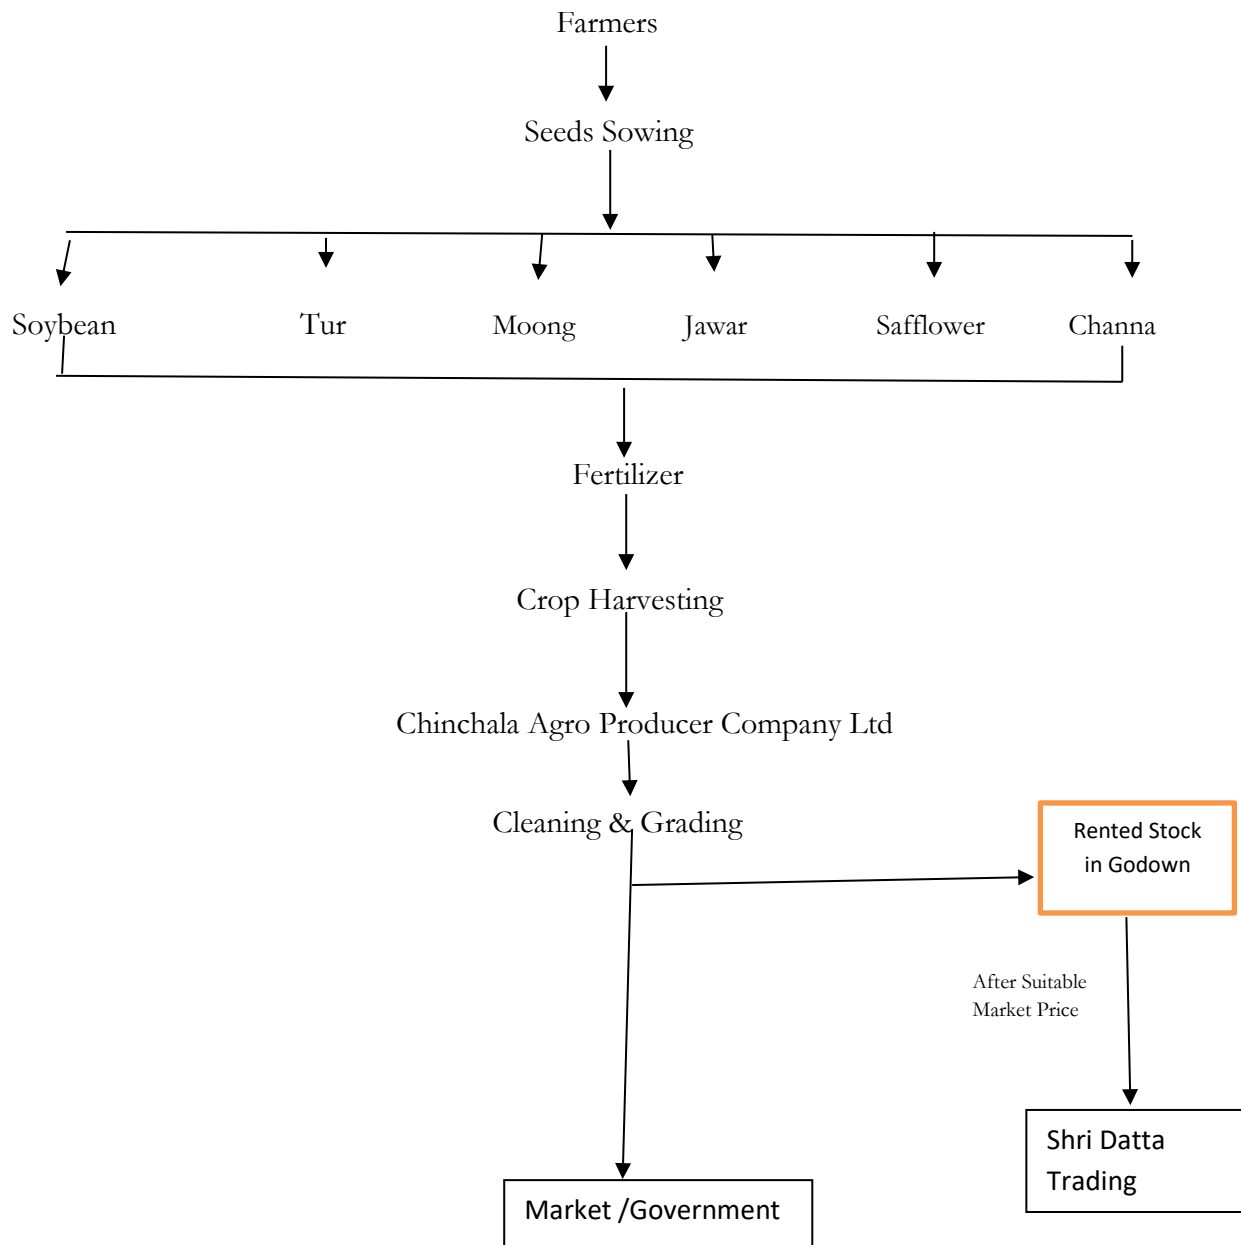 Farmers
Seeds Sowing
Soybean
Tur
Moong
Jawar
Safflower
Channa
Fertilizer
Crop Harvesting
Chinchala Agro Producer Company Ltd
Cleaning & Grading
Rented Stock
in Godown
After Suitable
Market Price
Shri Datta
Trading
Market /Government